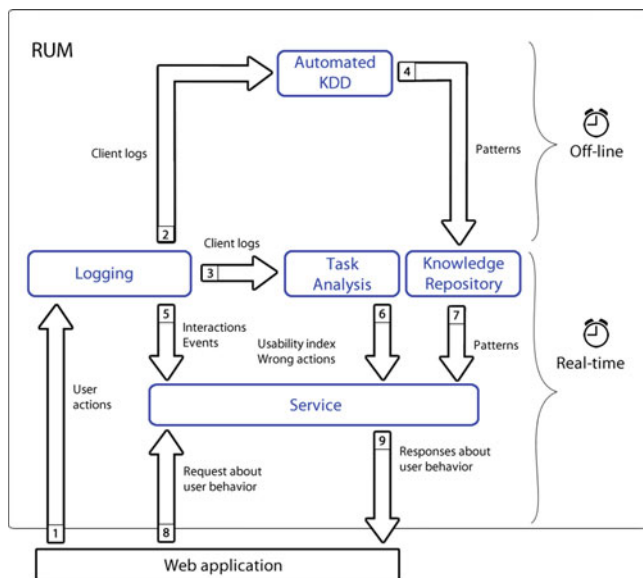 RUM
Automated
KDD
4
Client logs
Patterns
Off-line
2
Client logs
Logging
3
Task
Analysis
Knowledge
Repository
5
Interactions
Events
6
Usability index
Wrong actions
7
Patterns
Real-time
User
actions
Service
Request about
user behavior
9
Responses about
user behavior
1
8
Web application